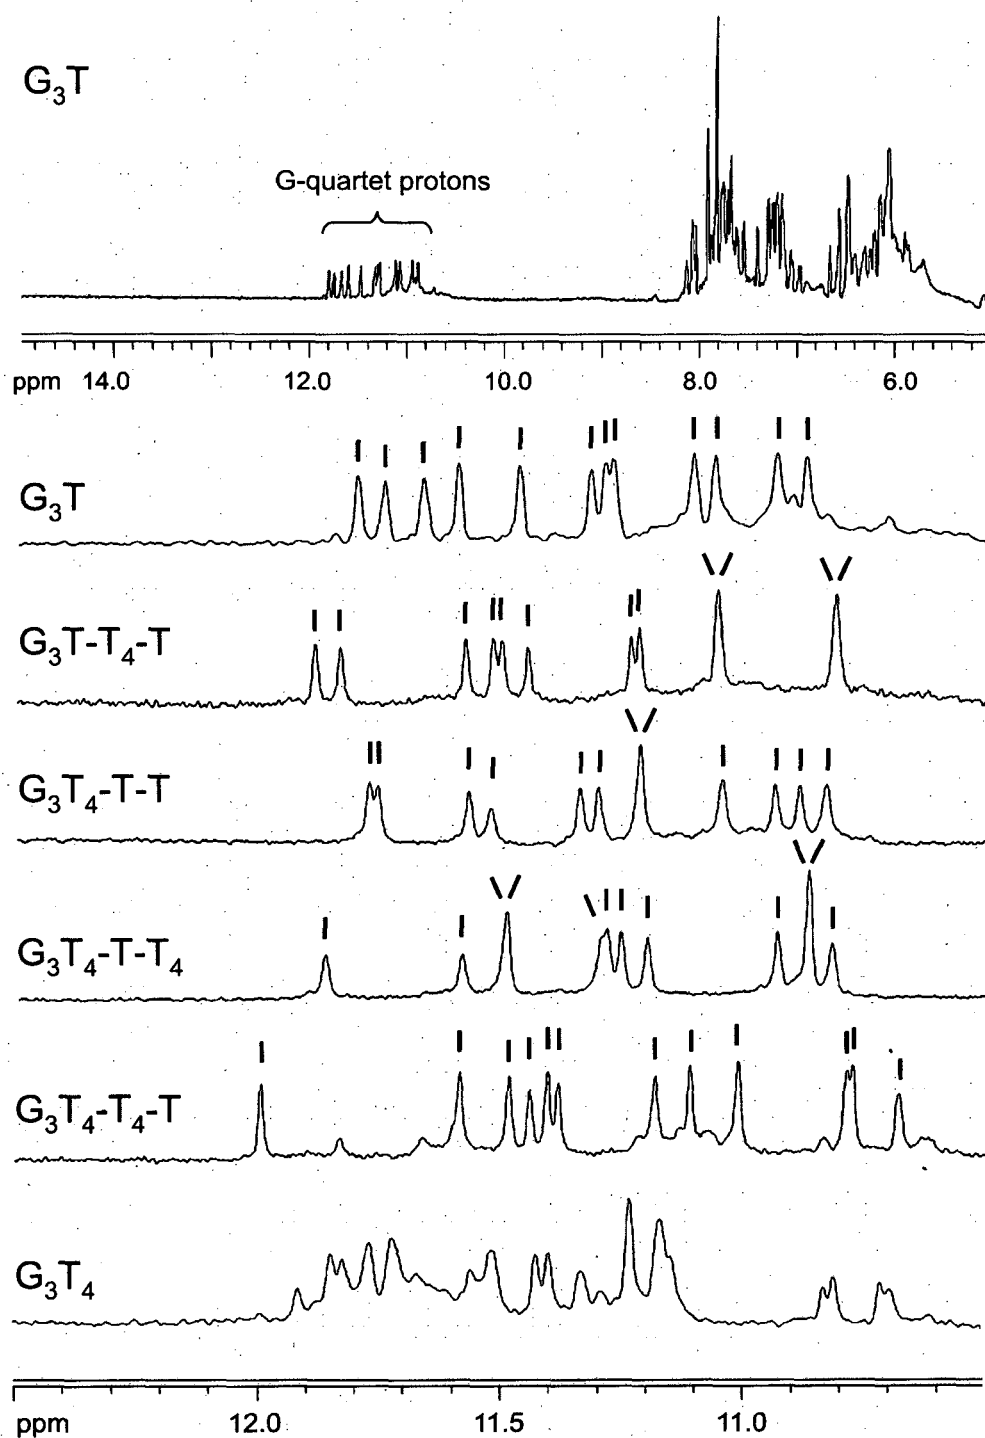 G₃T
G-quartet protons
ppm 14.0 12.0 10.0 8.0 6.0
G₃T
G₃T-T₄-T
G₃T₄-T-T
G₃T₄-T-T₄
G₃T₄-T₄-T
G₃T₄
ppm 12.0 11.5 11.0